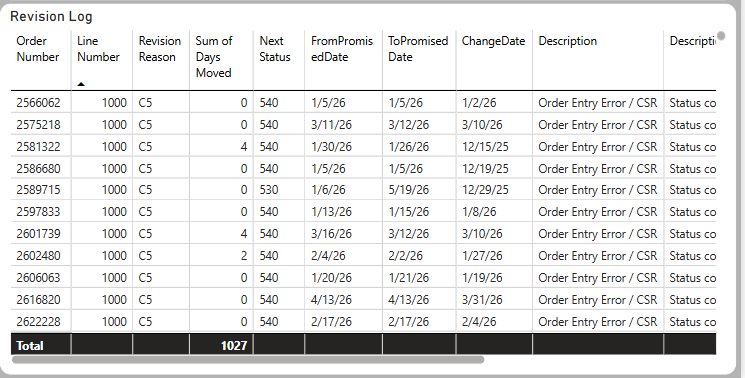 Revision Log
Order Number Line Number Revision Reason Sum of Days Moved Next Status FromPromisedDate ToPromisedDate ChangeDate Description Descripti
2566062 1000 C5 0 540 1/5/26 1/5/26 1/2/26 Order Entry Error / CSR Status co
2575218 1000 C5 0 540 3/11/26 3/12/26 3/10/26 Order Entry Error / CSR Status co
2581322 1000 C5 4 540 1/30/26 1/26/26 12/15/25 Order Entry Error / CSR Status co
2586680 1000 C5 0 540 1/5/26 1/5/26 12/19/25 Order Entry Error / CSR Status co
2589715 1000 C5 0 530 1/6/26 5/19/26 12/29/25 Order Entry Error / CSR Status co
2597833 1000 C5 0 540 1/13/26 1/15/26 1/8/26 Order Entry Error / CSR Status co
2601739 1000 C5 4 540 3/16/26 3/12/26 3/10/26 Order Entry Error / CSR Status co
2602480 1000 C5 2 540 2/4/26 2/2/26 1/27/26 Order Entry Error / CSR Status co
2606063 1000 C5 0 540 1/20/26 1/21/26 1/19/26 Order Entry Error / CSR Status co
2616820 1000 C5 0 540 4/13/26 4/13/26 3/31/26 Order Entry Error / CSR Status co
2622228 1000 C5 0 540 2/17/26 2/17/26 2/4/26 Order Entry Error / CSR Status co
Total 1027